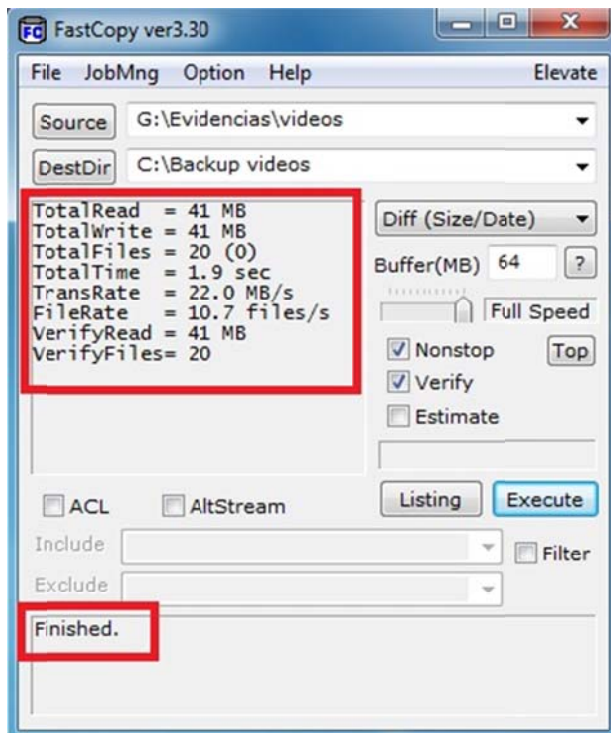 FC FastCopy ver3.30
File JobMng Option Help Elevate
Source G:\Evidencias\videos
DestDir C:\Backup videos
TotalRead = 41 MB
TotalWrite = 41 MB
TotalFiles = 20 (0)
TotalTime = 1.9 sec
TransRate = 22.0 MB/s
FileRate = 10.7 files/s
VerifyRead = 41 MB
VerifyFiles= 20
Diff (Size/Date)
Buffer(MB) 64 ?
Full Speed
Nonstop Top
Verify
Estimate
Listing Execute
ACL AltStream
Include Filter
Exclude
Finished.